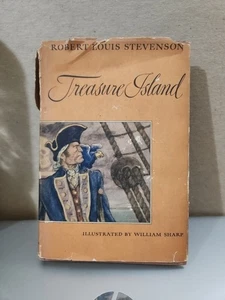 ROBERT LOUIS STEVENSON
Treasure Island
ILLUSTRATED BY WILLIAM SHARP